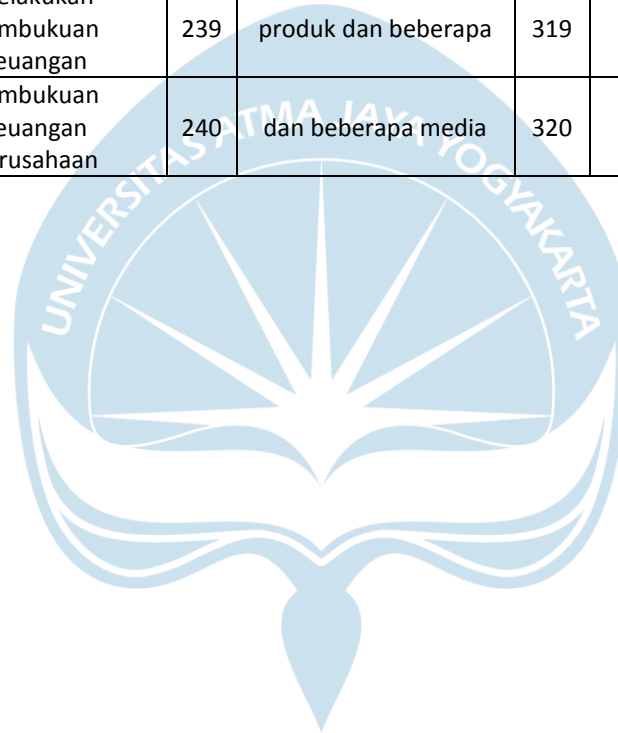 elakukan
mbukuan
euangan
239
produk dan beberapa
319
mbukuan
euangan
rusahaan
240
dan beberapa media
320
UNIVERSITAS ATMA JAYA YOGYAKARTA